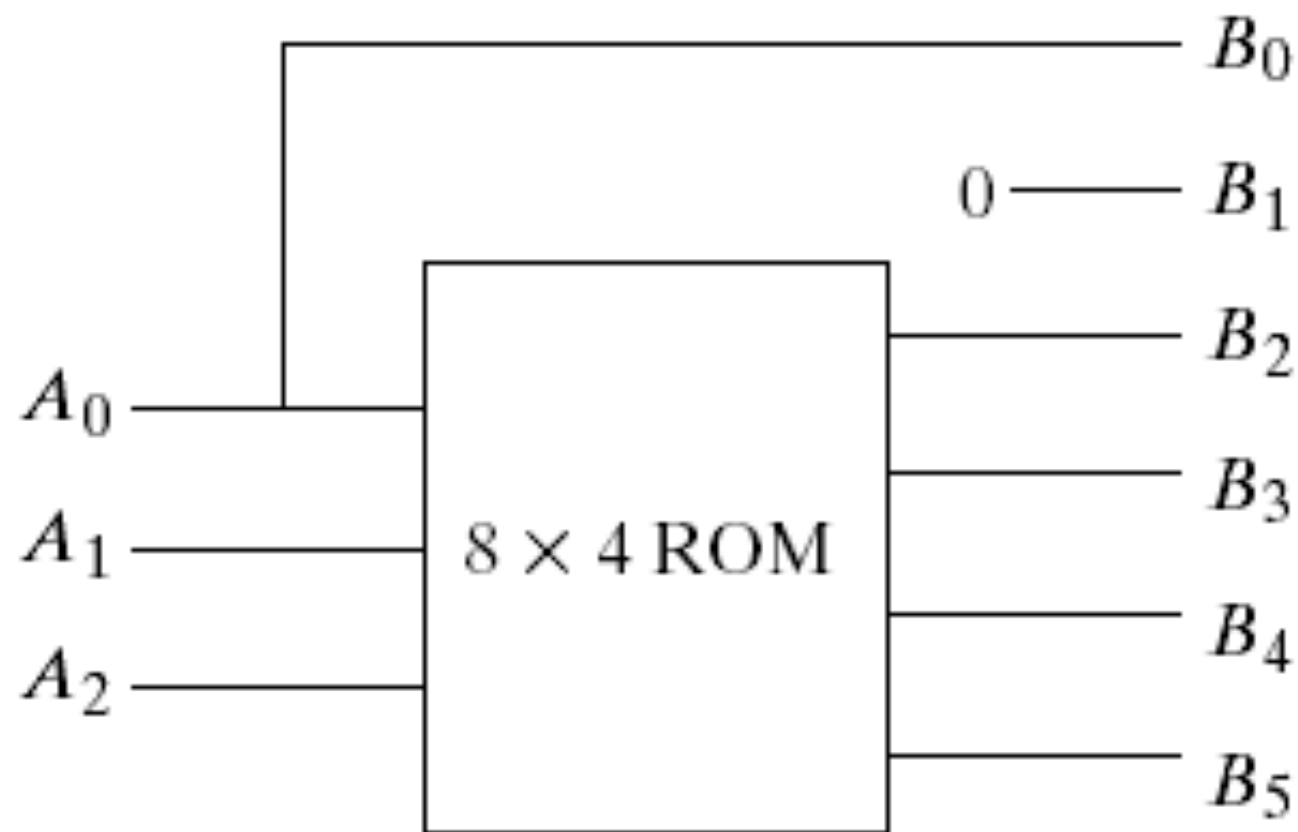 B₀
0 B₁
B₂
A₀
B₃
A₁ 8 × 4 ROM
B₄
A₂
B₅